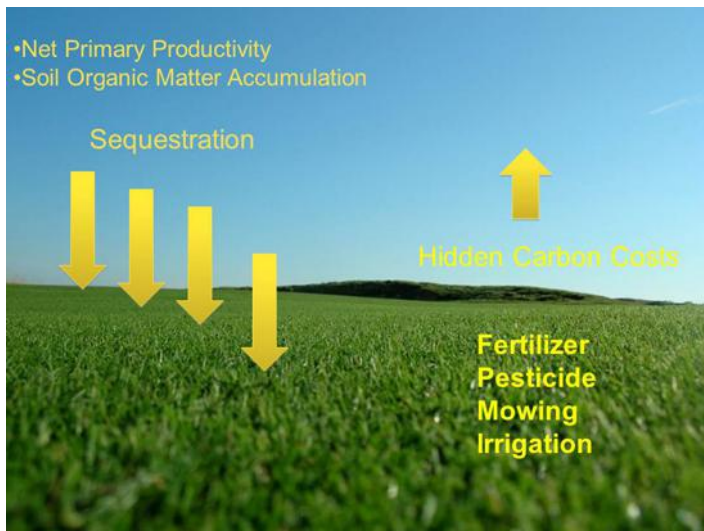 •Net Primary Productivity
•Soil Organic Matter Accumulation
Sequestration
Hidden Carbon Costs
Fertilizer
Pesticide
Mowing
Irrigation